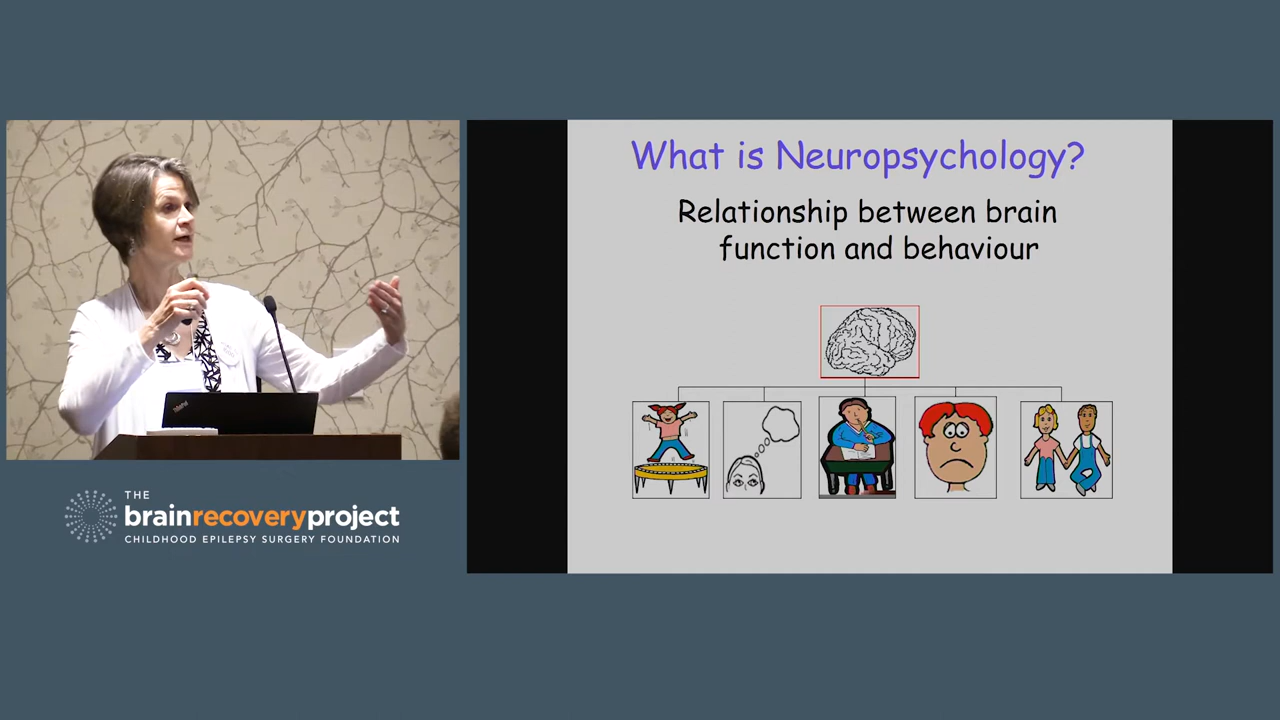 What is Neuropsychology?
Relationship between brain
function and behaviour
THE
brainrecoveryproject
CHILDHOOD EPILEPSY SURGERY FOUNDATION